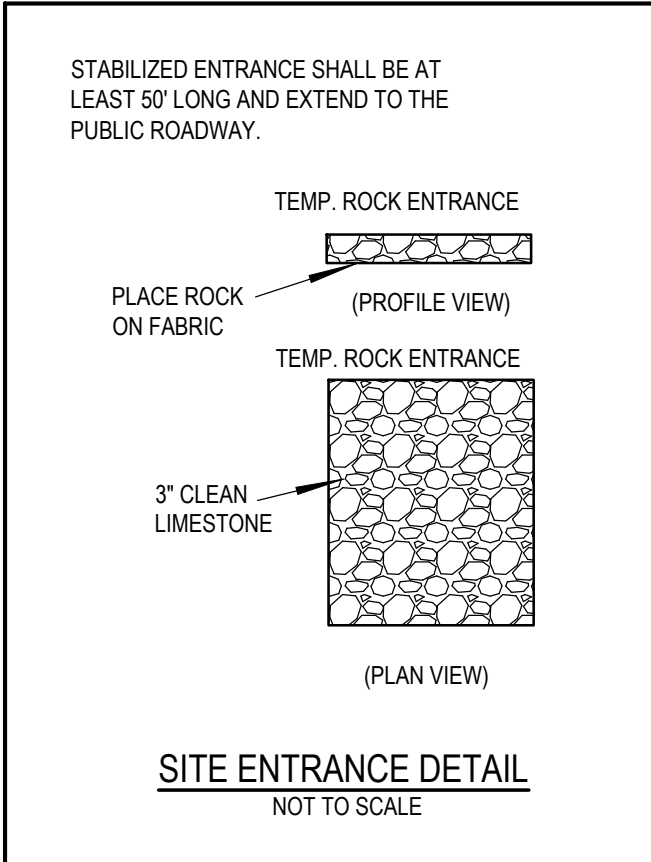 STABILIZED ENTRANCE SHALL BE AT
LEAST 50' LONG AND EXTEND TO THE
PUBLIC ROADWAY.
TEMP. ROCK ENTRANCE
PLACE ROCK
ON FABRIC
(PROFILE VIEW)
TEMP. ROCK ENTRANCE
3" CLEAN
LIMESTONE
(PLAN VIEW)
SITE ENTRANCE DETAIL
NOT TO SCALE